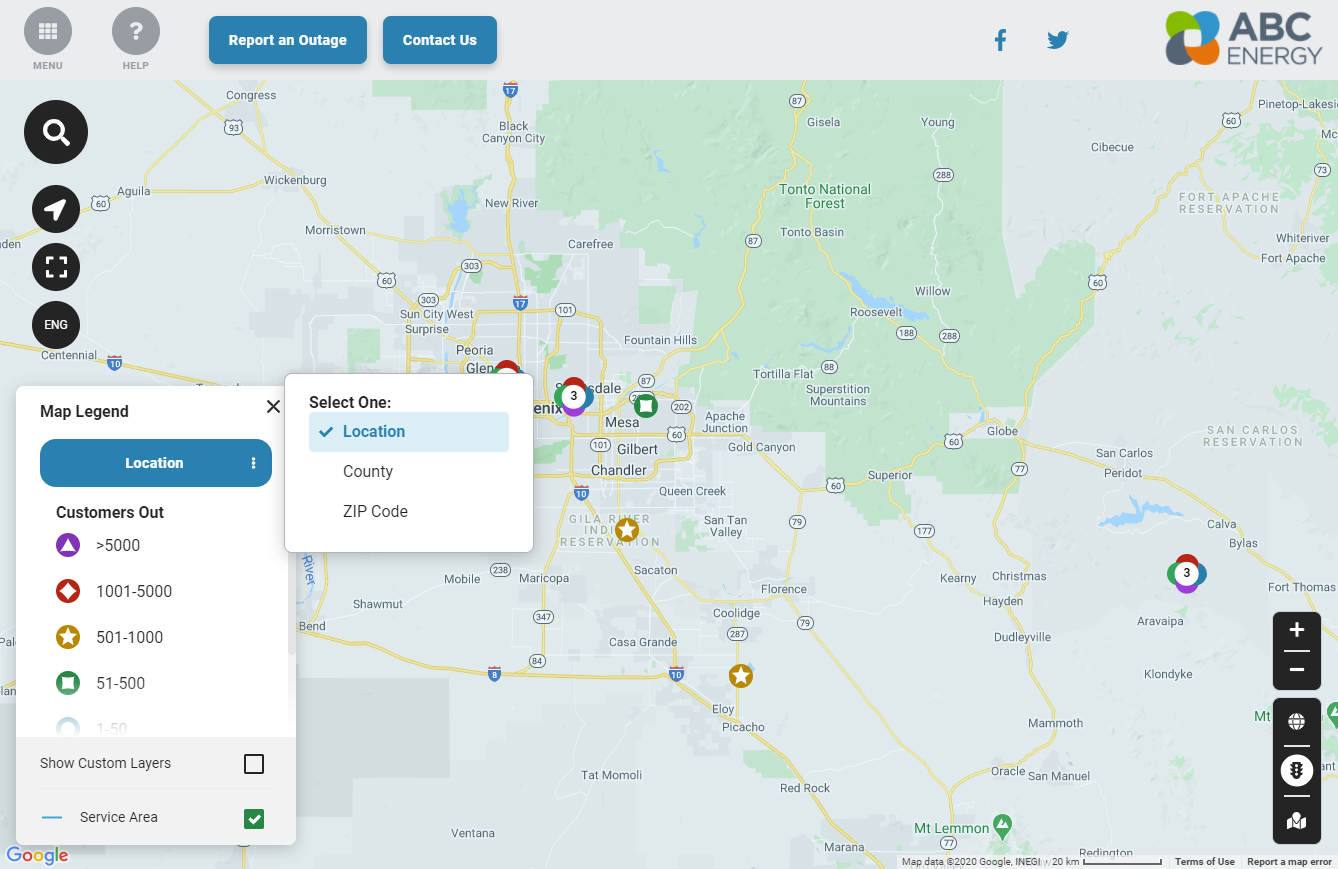 MENU
HELP
Report an Outage
Contact Us
ABC
ENERGY
Congress
17
87
Gisela
Young
Pinetop-Lakesi
60
93
Black
Canyon City
Cibecue
73
Aguila
60
Wickenburg
288
Tonto National
Forest
FORT APACHE
RESERVATION
New River
Morristown
Carefree
87
Tonto Basin
Whiteriver
Fort Apache
60
303
303
17
101
Willow
60
Roosevelt
188
288
ENG
Sun City West
Surprise
Centennial
10
Peoria
Fountain Hills
88
Tortilla Flat
87
Superstition
Mountains
3
202
Mesa
Apache
Junction
60
Gilbert
101
Chandler
Gold Canyon
60
Globe
SAN CARLOS
RESERVATION
San Carlos
Peridot
77
Superior
60
Queen Creek
10
GILA RIVER
RESERVATION
San Tan
Valley
79
177
Calva
Bylas
Map Legend
Location
Select One:
Location
County
ZIP Code
Customers Out
>5000
1001-5000
501-1000
51-500
1-50
Show Custom Layers
Service Area
River
238
Mobile
Maricopa
Sacaton
Florence
Kearny
Christmas
Hayden
3
Fort Thomas
Shawmut
347
Coolidge
79
287
Bend
Casa Grande
Dudleyville
Aravaipa
84
8
10
Klondyke
Eloy
Picacho
Mammoth
Tat Momoli
Red Rock
Oracle
San Manuel
Ventana
Mt Lemmon
77
Marana
Redington
Google
Map data ©2020 Google, INEGI
20 km
Terms of Use
Report a map error